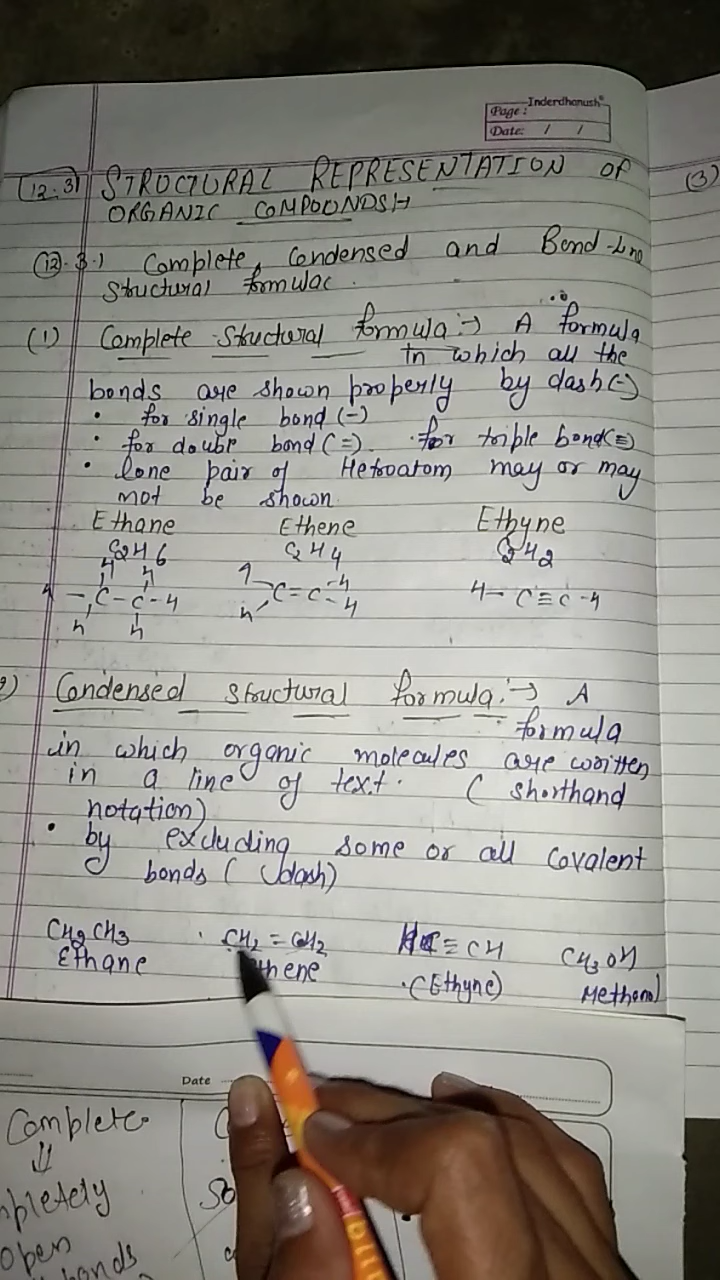 Inderdhanush®
Page :
Date: / /
(12.3) STRUCTURAL REPRESENTATION OF
ORGANIC COMPOUNDS
(3)
(12).3.1 Complete, Condensed and Bond-Line
Structural formulae.
(1) Complete Structural formula :→ A formula
in which all the
bonds are shown properly by dash(-)
• for single bond (-)
• for double bond (=). • for triple bond(≡)
• lone pair of Hetroatom may or may
not be shown.
Ethane Ethene Ethyne
C2H6 C2H4 C2H2
H H
H - C - C - H
H H
H
H C = C - H
H
H - C ≡ C - H
2) Condensed structural formula :→ A
formula
in which organic molecules are written
in a line of text. ( shorthand
notation)
• by excluding some or all covalent
bonds ( dash)
CH3CH3 CH2 = CH2 HC ≡ CH CH3OH
Ethane thene (Ethyne) Methanol
Date
Complete
⇓
mpletely
open
bonds